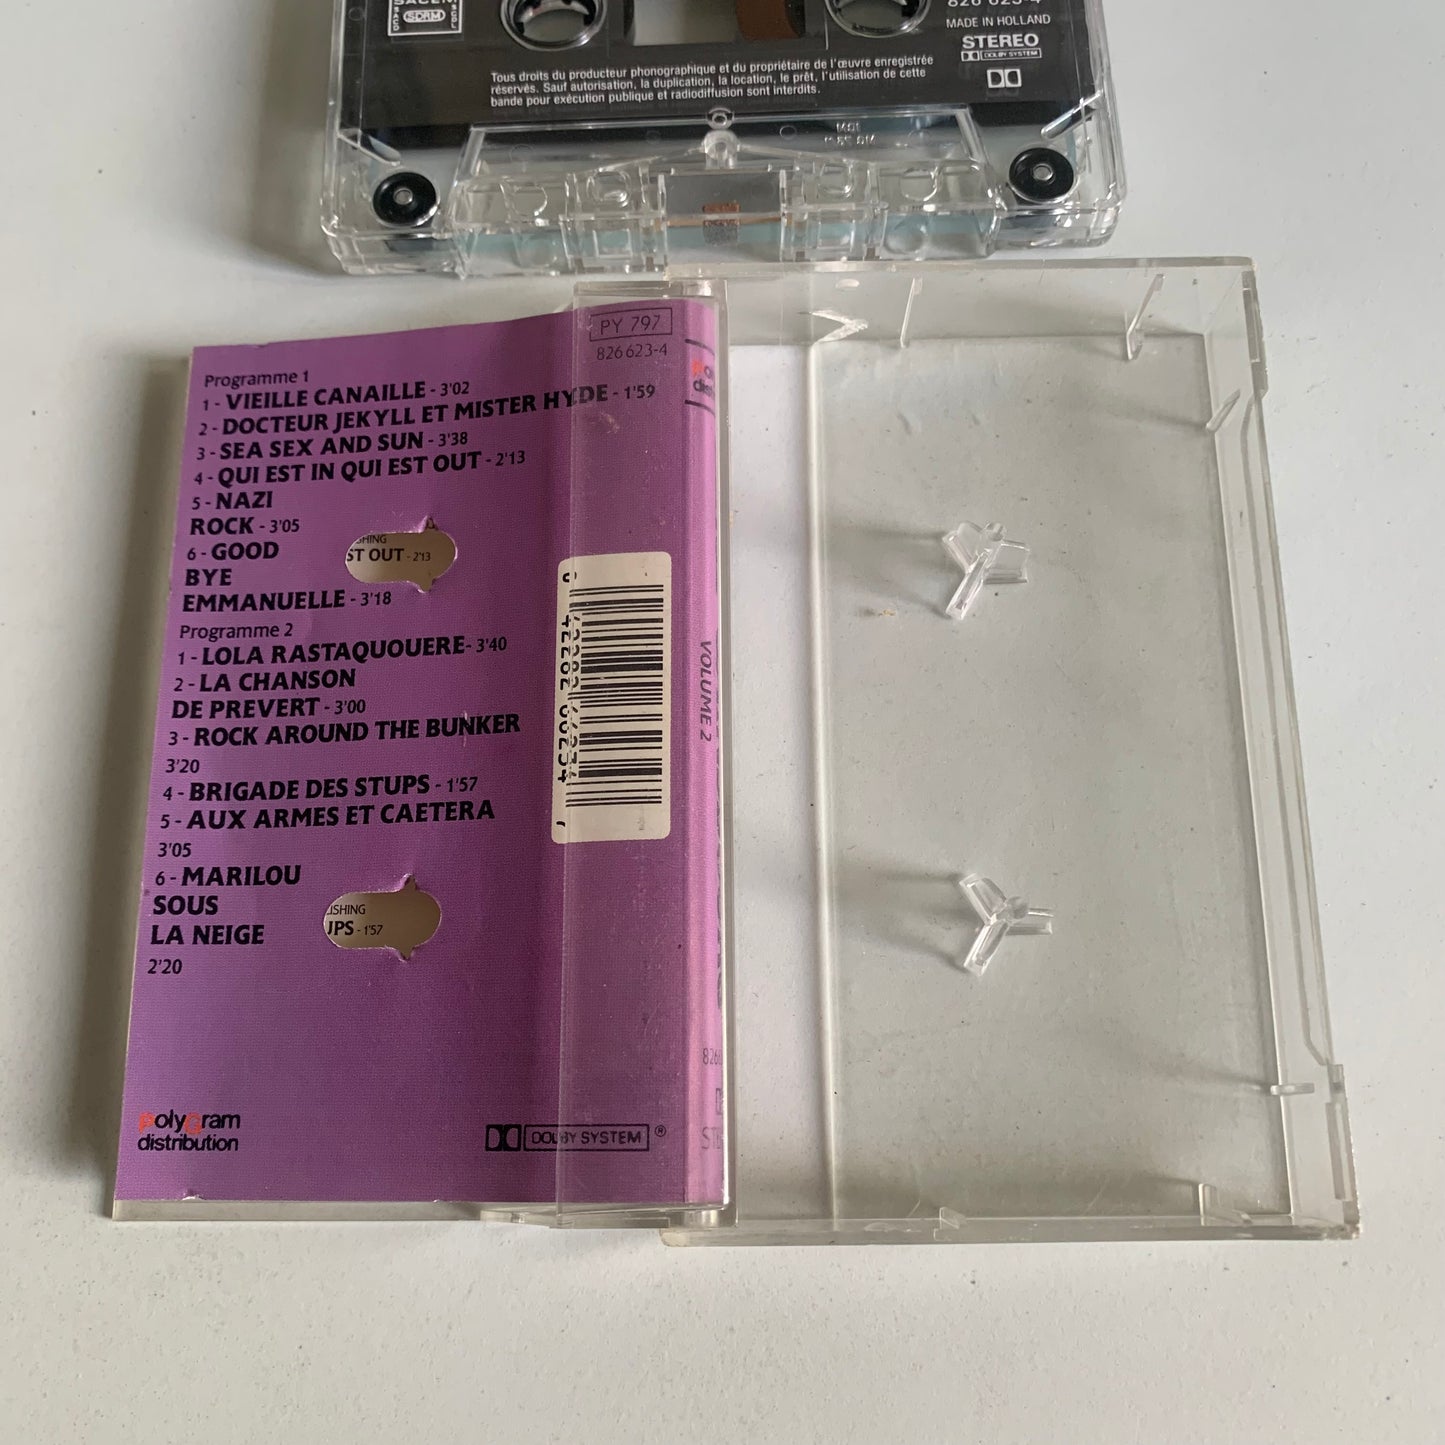 SACEM
SACD
SDRM
SGDL
826 623-4
MADE IN HOLLAND
STEREO
DOLBY SYSTEM
Tous droits du producteur phonographique et du propriétaire de l'œuvre enregistrée
réservés. Sauf autorisation, la duplication, la location, le prêt, l'utilisation de cette
bande pour exécution publique et radiodiffusion sont interdits.
PY 797
826 623-4
Programme 1
1 - VIEILLE CANAILLE - 3'02
2 - DOCTEUR JEKYLL ET MISTER HYDE - 1'59
3 - SEA SEX AND SUN - 3'38
4 - QUI EST IN QUI EST OUT - 2'13
5 - NAZI
ROCK - 3'05
6 - GOOD
BYE
EMMANUELLE - 3'18
SHING
ST OUT - 2'13
Programme 2
1 - LOLA RASTAQUOUERE - 3'40
2 - LA CHANSON
DE PREVERT - 3'00
3 - ROCK AROUND THE BUNKER
3'20
4 - BRIGADE DES STUPS - 1'57
5 - AUX ARMES ET CAETERA
3'05
6 - MARILOU
SOUS
LA NEIGE
2'20
ISHING
UPS - 1'57
PolyGram
distribution
DOLBY SYSTEM ®
VOLUME 2